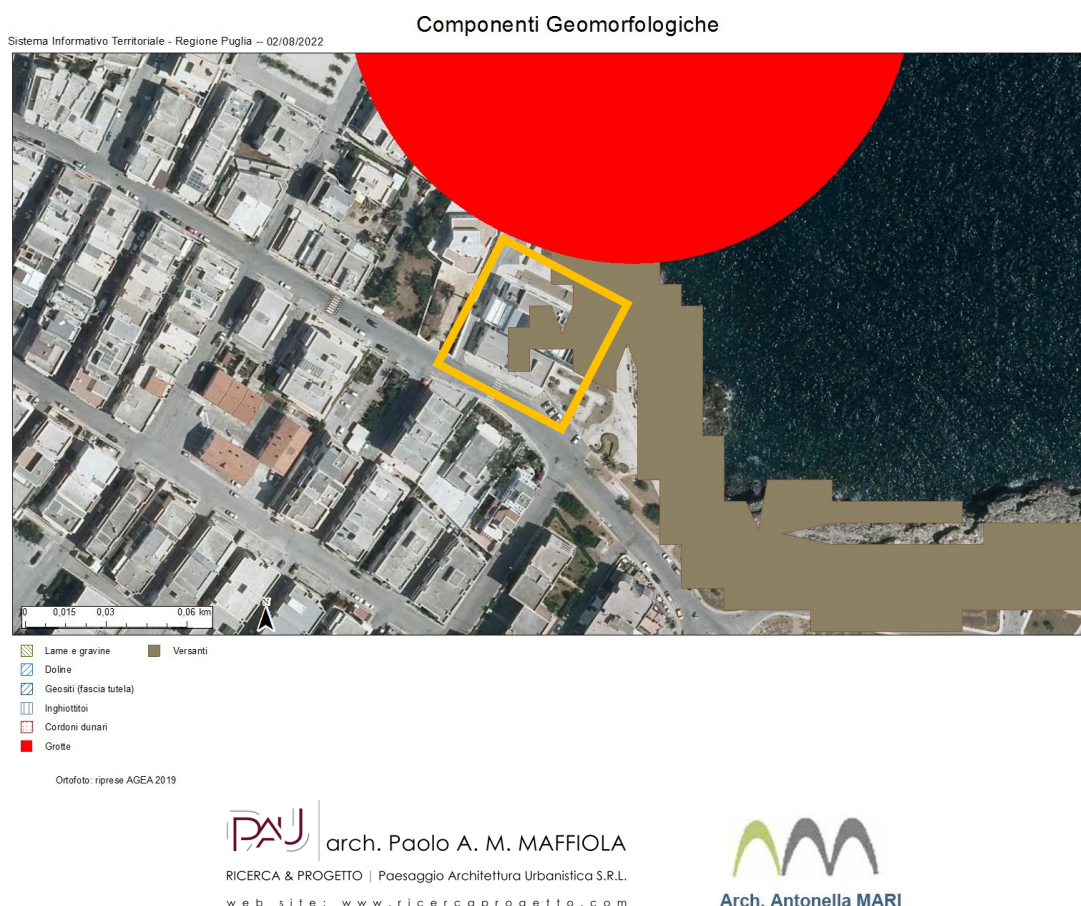 Componenti Geomorfologiche
Sistema Informativo Territoriale - Regione Puglia -- 02/08/2022
0 0,015 0,03 0,06 km
Lame e gravine
Versanti
Doline
Geositi (fascia tutela)
Inghiottitoi
Cordoni dunari
Grotte
Ortofoto: riprese AGEA 2019
PAU
arch. Paolo A. M. MAFFIOLA
RICERCA & PROGETTO | Paesaggio Architettura Urbanistica S.R.L.
web site: www.ricercaprogetto.com
Arch. Antonella MARI